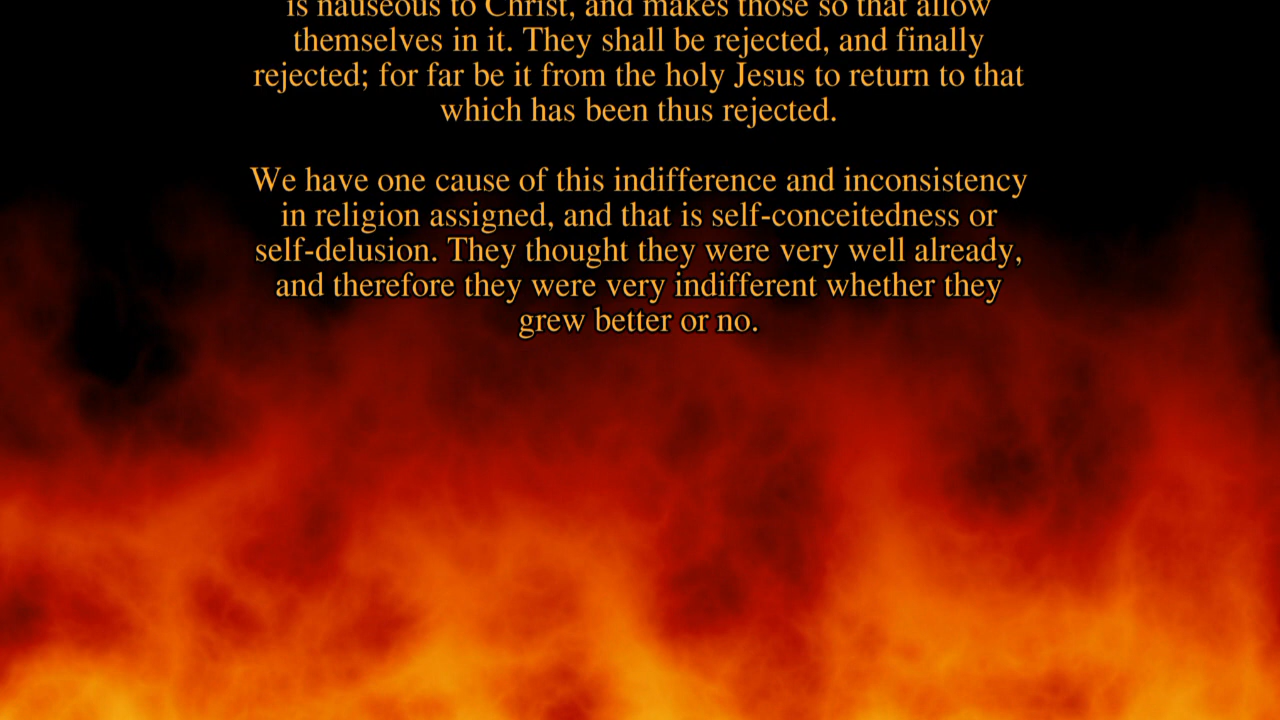 is nauseous to Christ, and makes those so that allow
themselves in it. They shall be rejected, and finally
rejected; for far be it from the holy Jesus to return to that
which has been thus rejected.
We have one cause of this indifference and inconsistency
in religion assigned, and that is self-conceitedness or
self-delusion. They thought they were very well already,
and therefore they were very indifferent whether they
grew better or no.